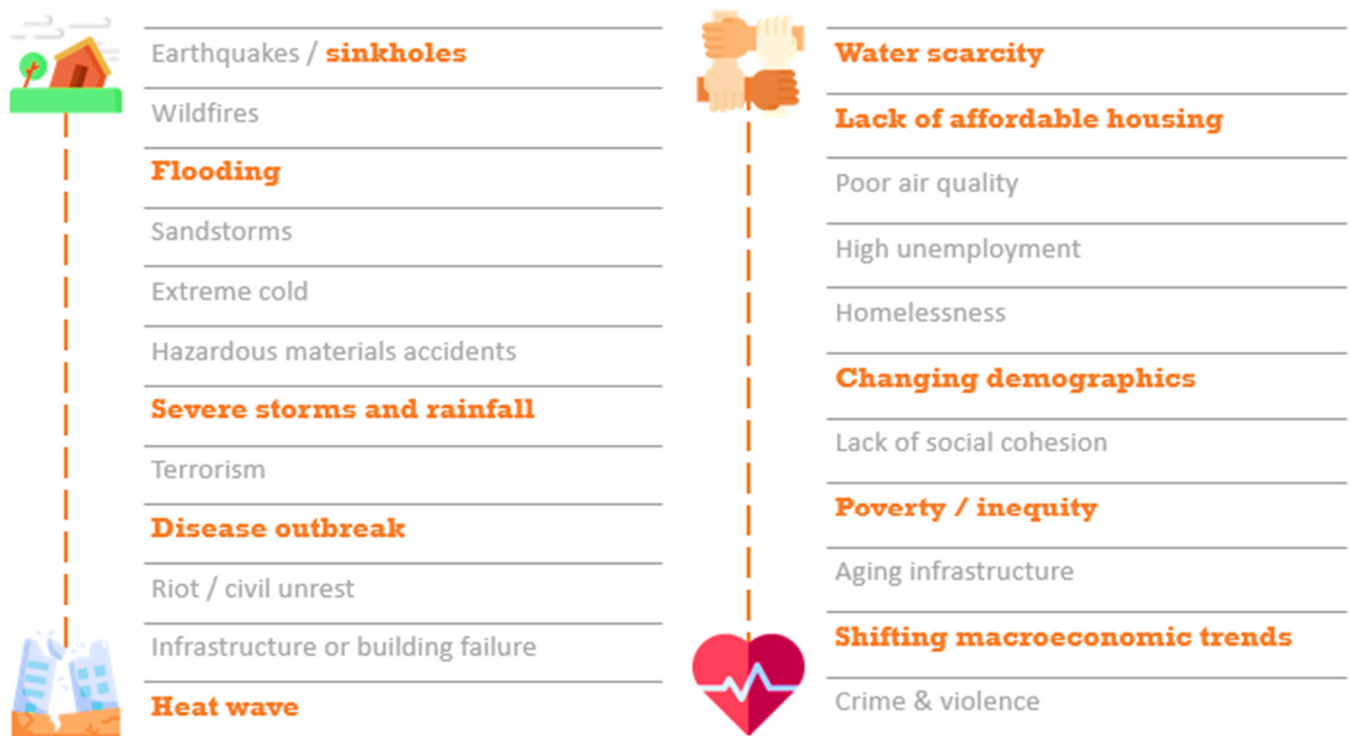 Earthquakes / sinkholes
Wildfires
Flooding
Sandstorms
Extreme cold
Hazardous materials accidents
Severe storms and rainfall
Terrorism
Disease outbreak
Riot / civil unrest
Infrastructure or building failure
Heat wave
Water scarcity
Lack of affordable housing
Poor air quality
High unemployment
Homelessness
Changing demographics
Lack of social cohesion
Poverty / inequity
Aging infrastructure
Shifting macroeconomic trends
Crime & violence